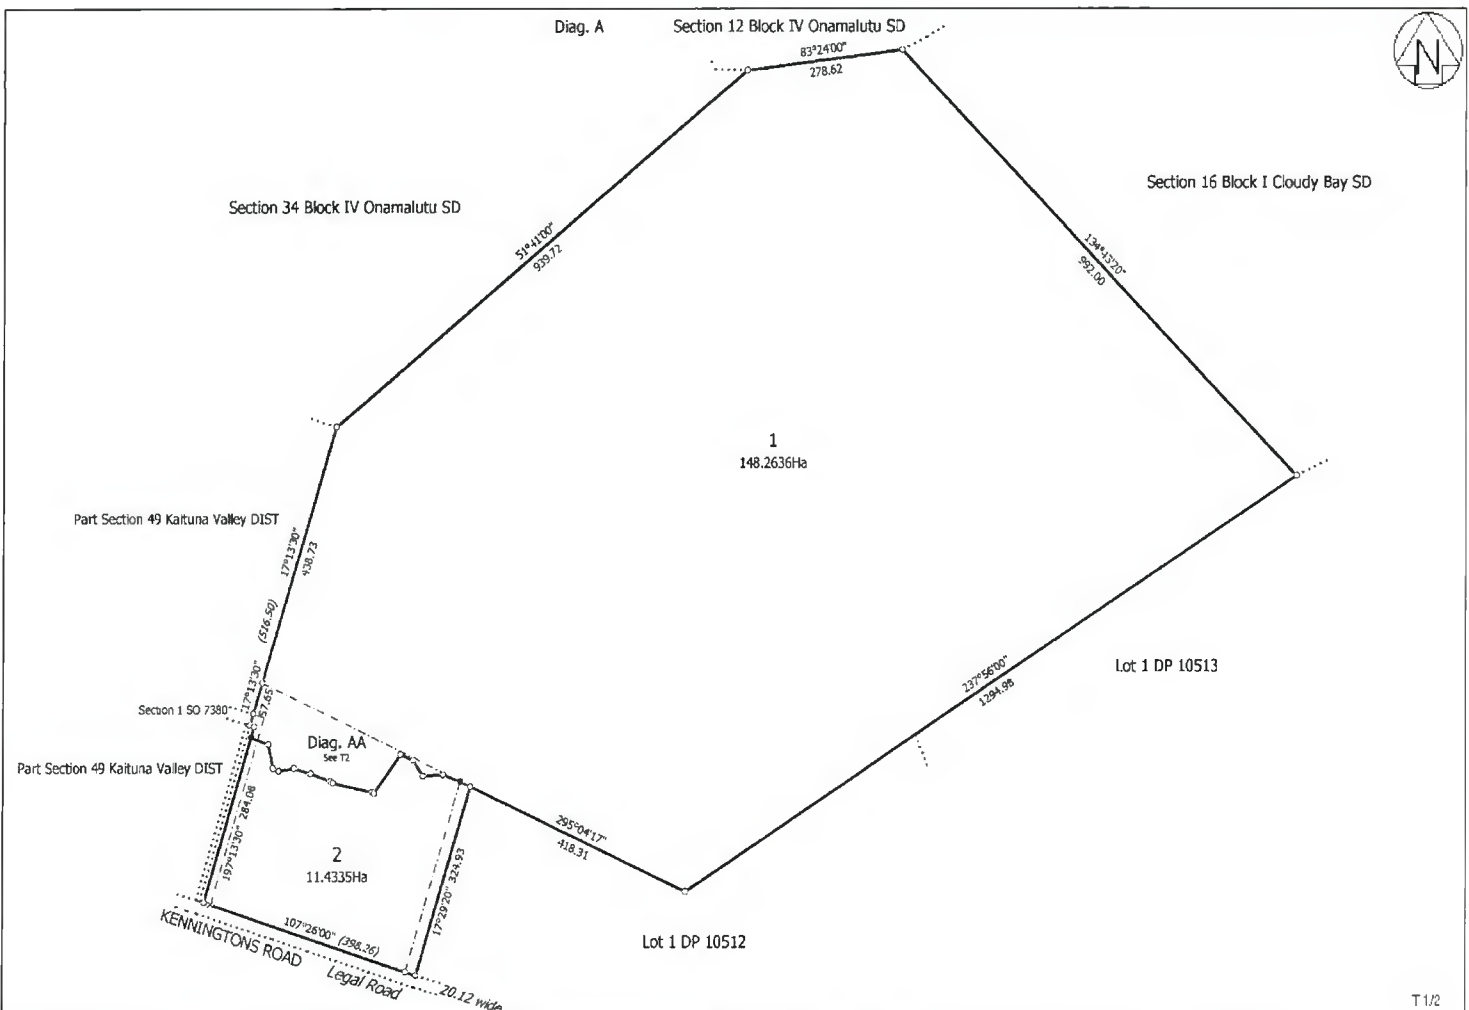 Diag. A
Section 12 Block IV Onamalutu SD
83°24'00"
278.62
N
Section 16 Block I Cloudy Bay SD
Section 34 Block IV Onamalutu SD
51°41'00"
939.72
134°43'20"
992.00
1
148.2636Ha
Part Section 49 Kaituna Valley DIST
17°13'30"
438.73
(516.50)
17°13'30"
57.65
Section 1 SO 7380
Diag. AA
See T2
Part Section 49 Kaituna Valley DIST
237°56'00"
1294.98
Lot 1 DP 10513
197°13'30" 284.06
2
11.4335Ha
295°04'17"
418.31
17°29'20" 324.93
107°26'00" (398.26)
Lot 1 DP 10512
KENNINGTONS ROAD
Legal Road
20.12 wide
T 1/2